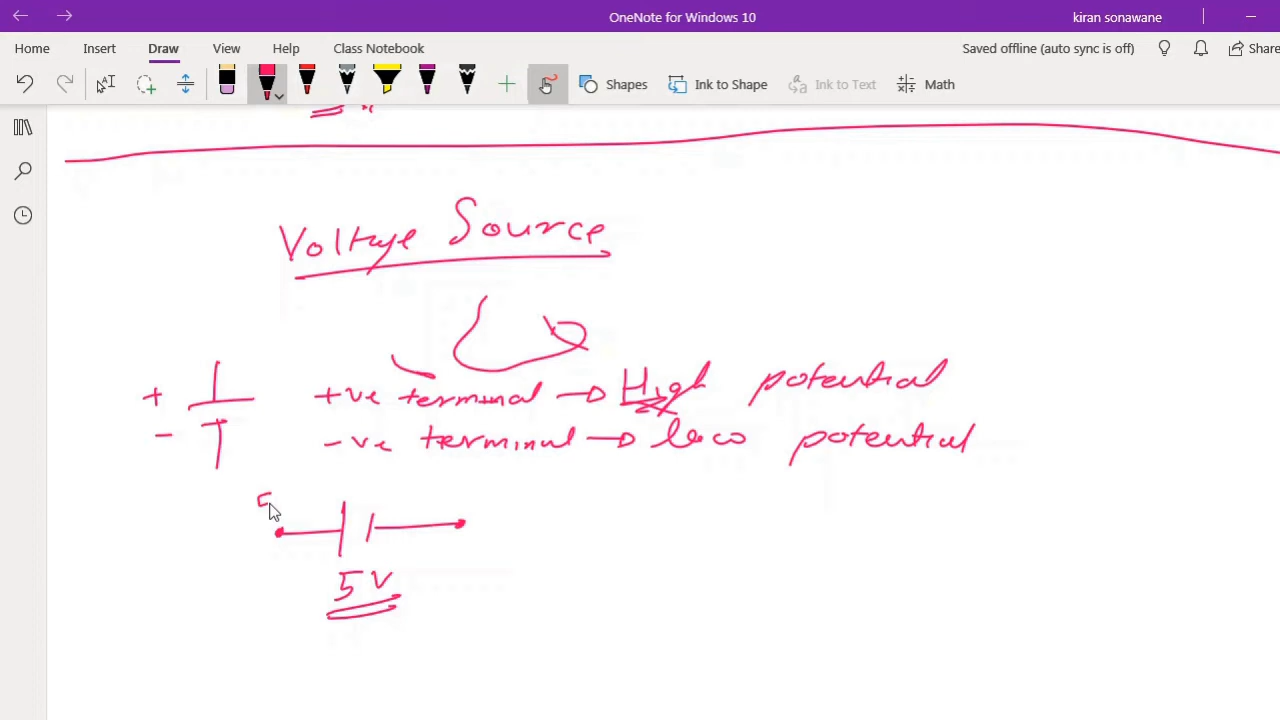 OneNote for Windows 10
kiran sonawane
Home Insert Draw View Help Class Notebook
Saved offline (auto sync is off)
Share
Shapes
Ink to Shape
Ink to Text
Math
Voltage Source
+ +ve terminal → High potential
- -ve terminal → low potential
5 V